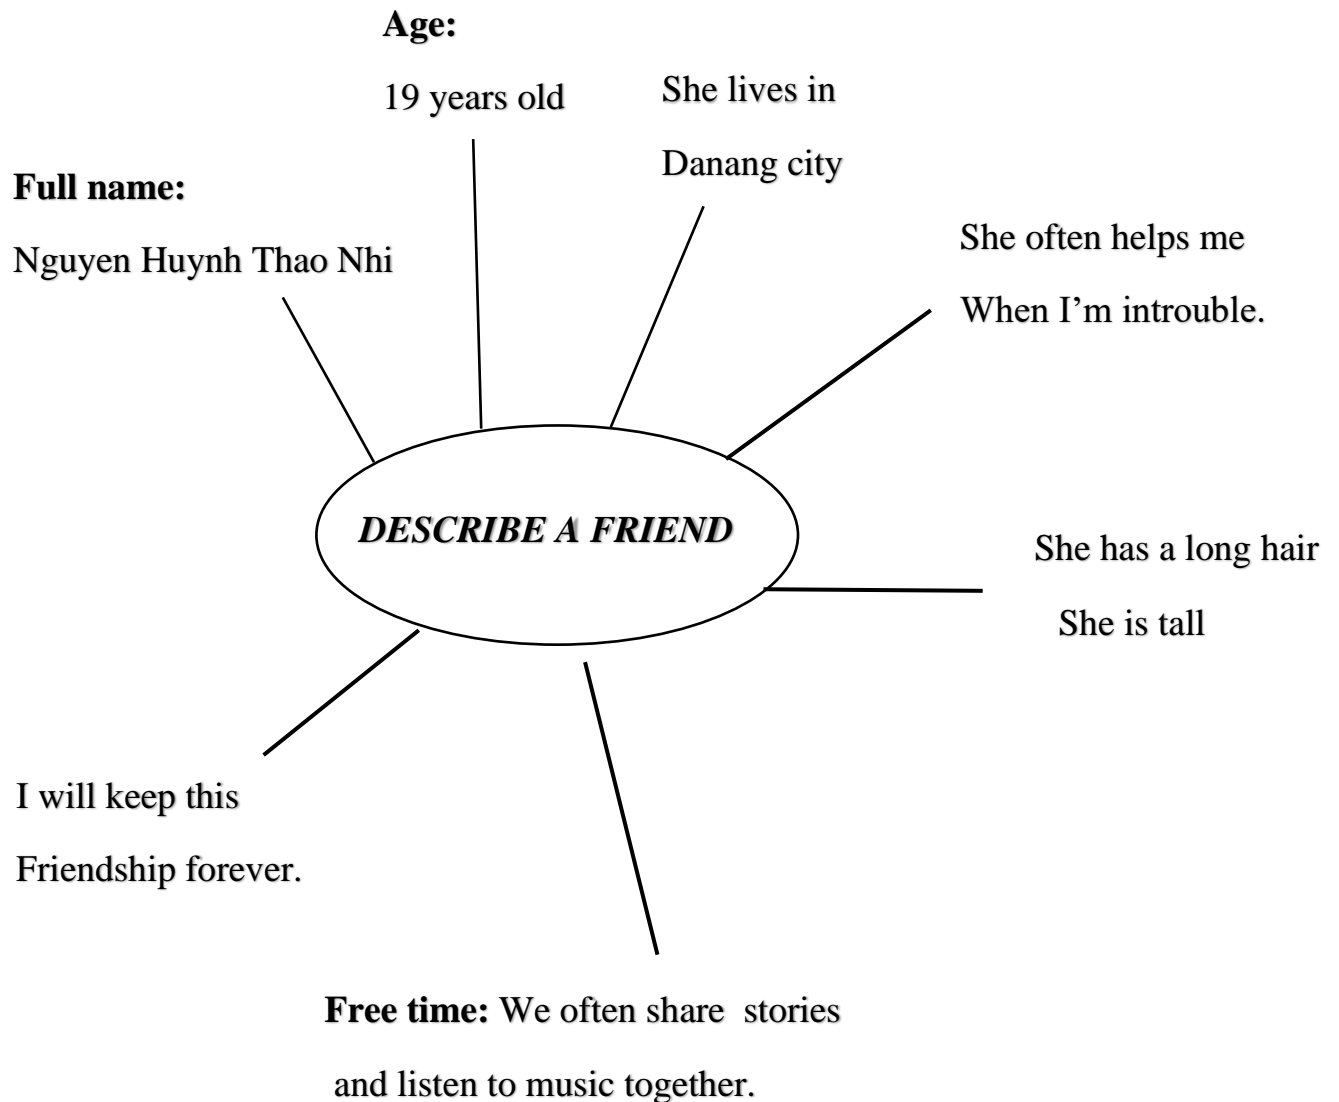 Age:
19 years old
She lives in
Danang city
Full name:
Nguyen Huynh Thao Nhi
She often helps me
When I’m introuble.
DESCRIBE A FRIEND
She has a long hair
She is tall
I will keep this
Friendship forever.
Free time: We often share  stories
and listen to music together.